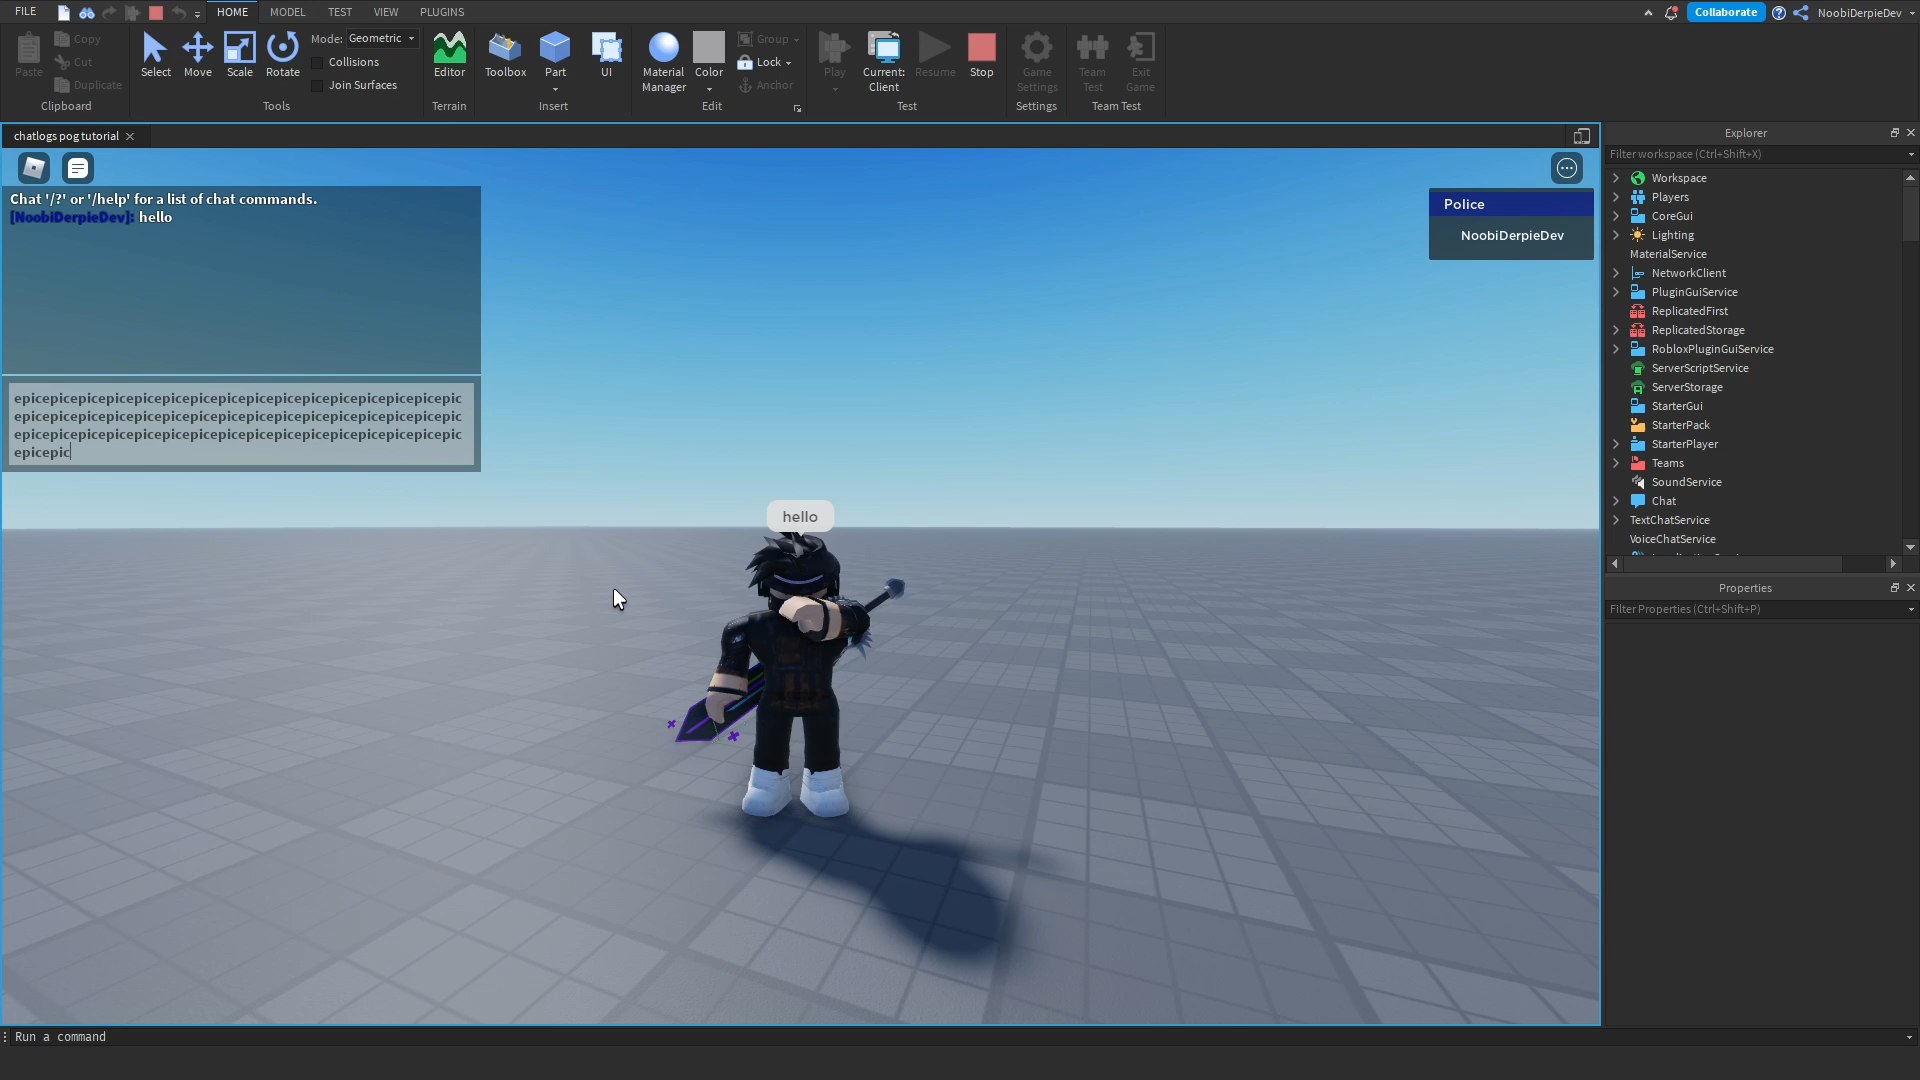 FILE
HOME
MODEL
TEST
VIEW
PLUGINS
Collaborate
NoobiDerpieDev
Paste
Copy
Cut
Duplicate
Clipboard
Select
Move
Scale
Rotate
Mode: Geometric
Collisions
Join Surfaces
Tools
Editor
Terrain
Toolbox
Part
UI
Insert
Material
Manager
Color
Group
Lock
Anchor
Edit
Play
Current:
Client
Resume
Stop
Test
Game
Settings
Settings
Team
Test
Exit
Game
Team Test
chatlogs pog tutorial
Chat '/?' or '/help' for a list of chat commands.
[NoobiDerpieDev]: hello
epicepicepicepicepicepicepicepicepicepicepicepicepicepicepicepic
epicepicepicepicepicepicepicepicepicepicepicepicepicepicepicepic
epicepicepicepicepicepicepicepicepicepicepicepicepicepicepicepic
epicepic
hello
Police
NoobiDerpieDev
Explorer
Filter workspace (Ctrl+Shift+X)
Workspace
Players
CoreGui
Lighting
MaterialService
NetworkClient
PluginGuiService
ReplicatedFirst
ReplicatedStorage
RobloxPluginGuiService
ServerScriptService
ServerStorage
StarterGui
StarterPack
StarterPlayer
Teams
SoundService
Chat
TextChatService
VoiceChatService
Properties
Filter Properties (Ctrl+Shift+P)
Run a command